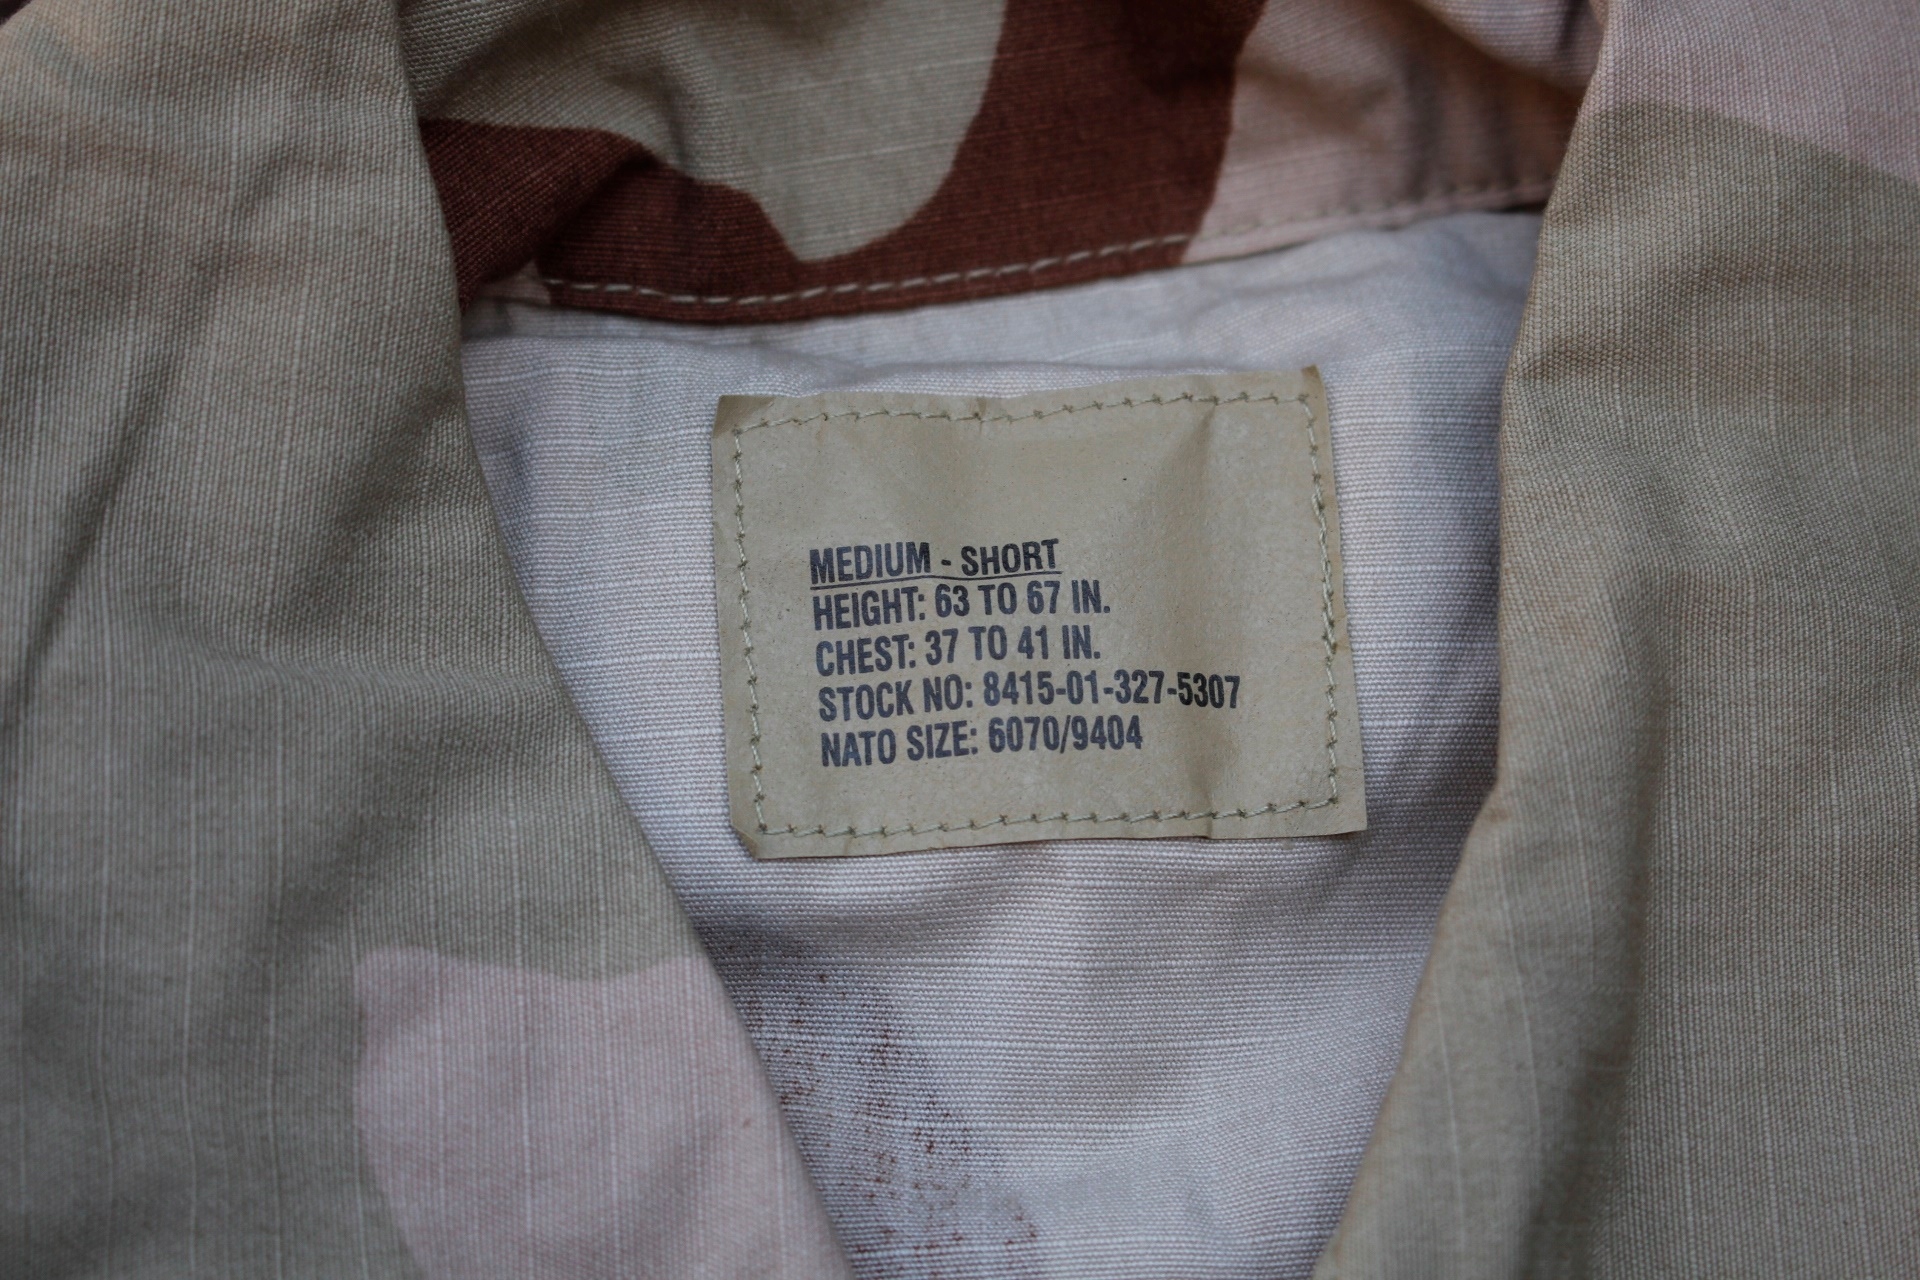 MEDIUM - SHORT
HEIGHT: 63 TO 67 IN.
CHEST: 37 TO 41 IN.
STOCK NO: 8415-01-327-5307
NATO SIZE: 6070/9404